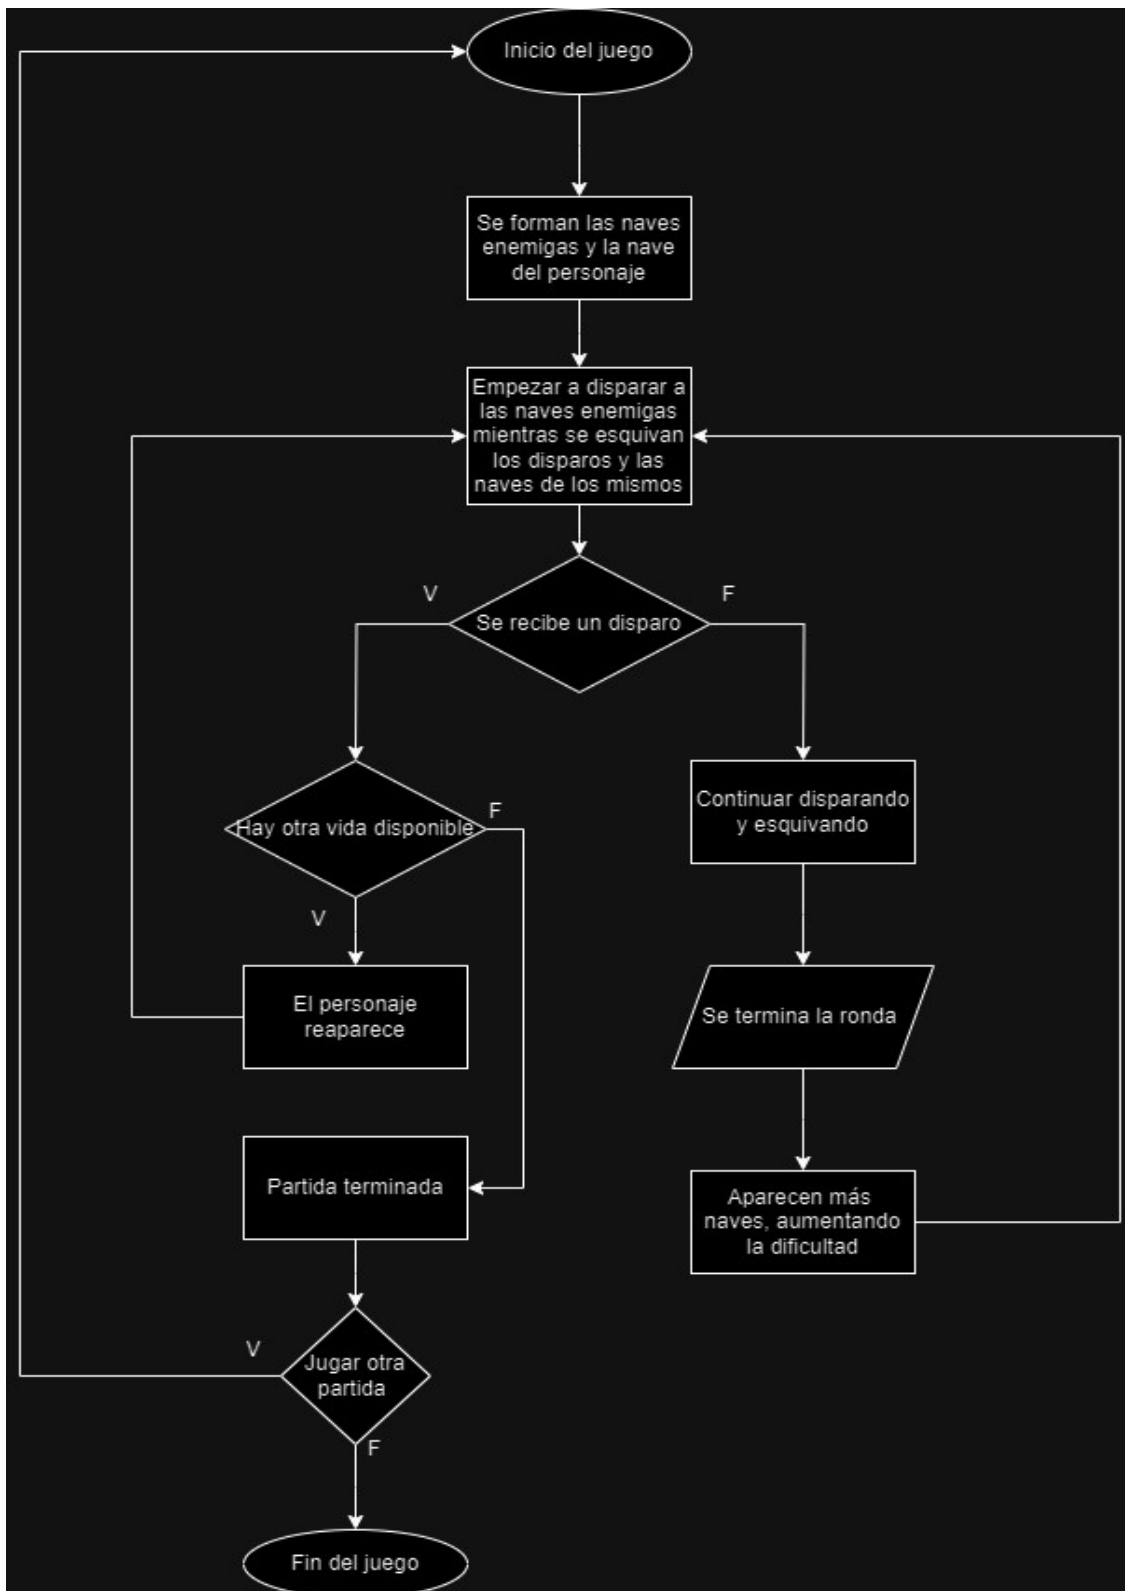 Inicio del juego
Se forman las naves
enemigas y la nave
del personaje
Empezar a disparar a
las naves enemigas
mientras se esquivan
los disparos y las
naves de los mismos
V
F
Se recibe un disparo
Hay otra vida disponible
F
V
Continuar disparando
y esquivando
El personaje
reaparece
Se termina la ronda
Partida terminada
Aparecen más
naves, aumentando
la dificultad
V
Jugar otra
partida
F
Fin del juego